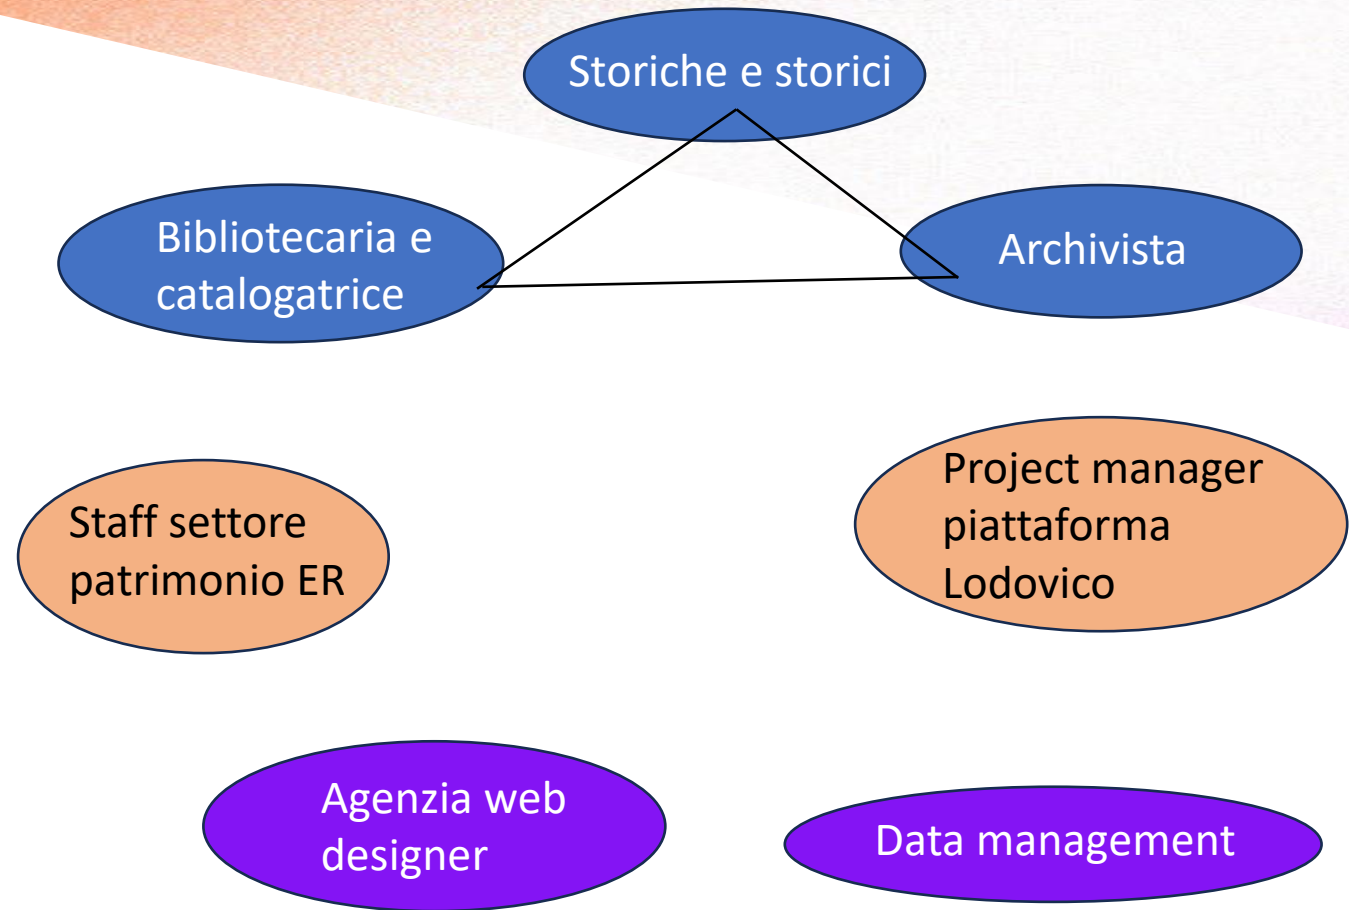 Storiche e storici
Bibliotecaria e
catalogatrice
Archivista
Staff settore
patrimonio ER
Project manager
piattaforma
Lodovico
Agenzia web
designer
Data management